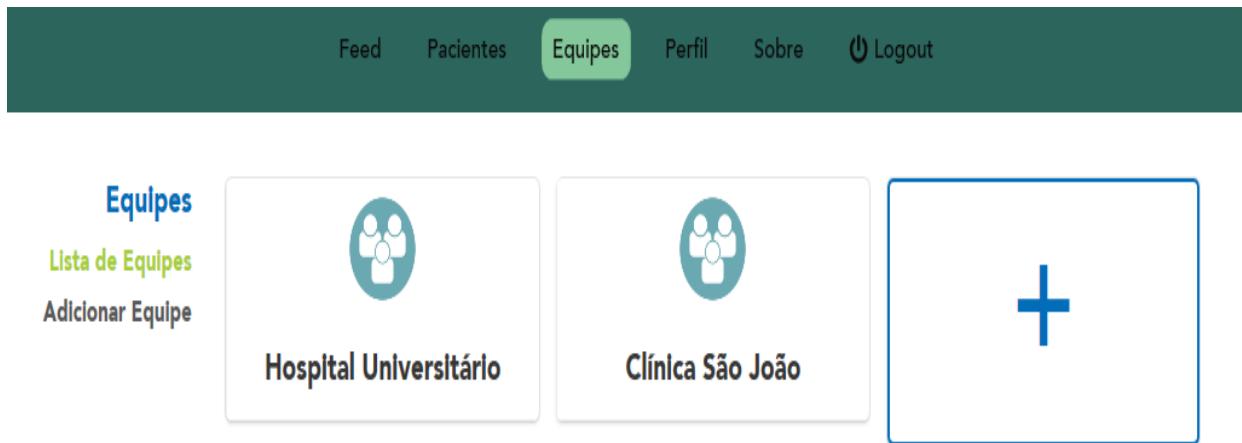 Feed Pacientes Equipes Perfil Sobre Logout
Equipes
Lista de Equipes
Adicionar Equipe
Hospital Universitário
Clínica São João
+